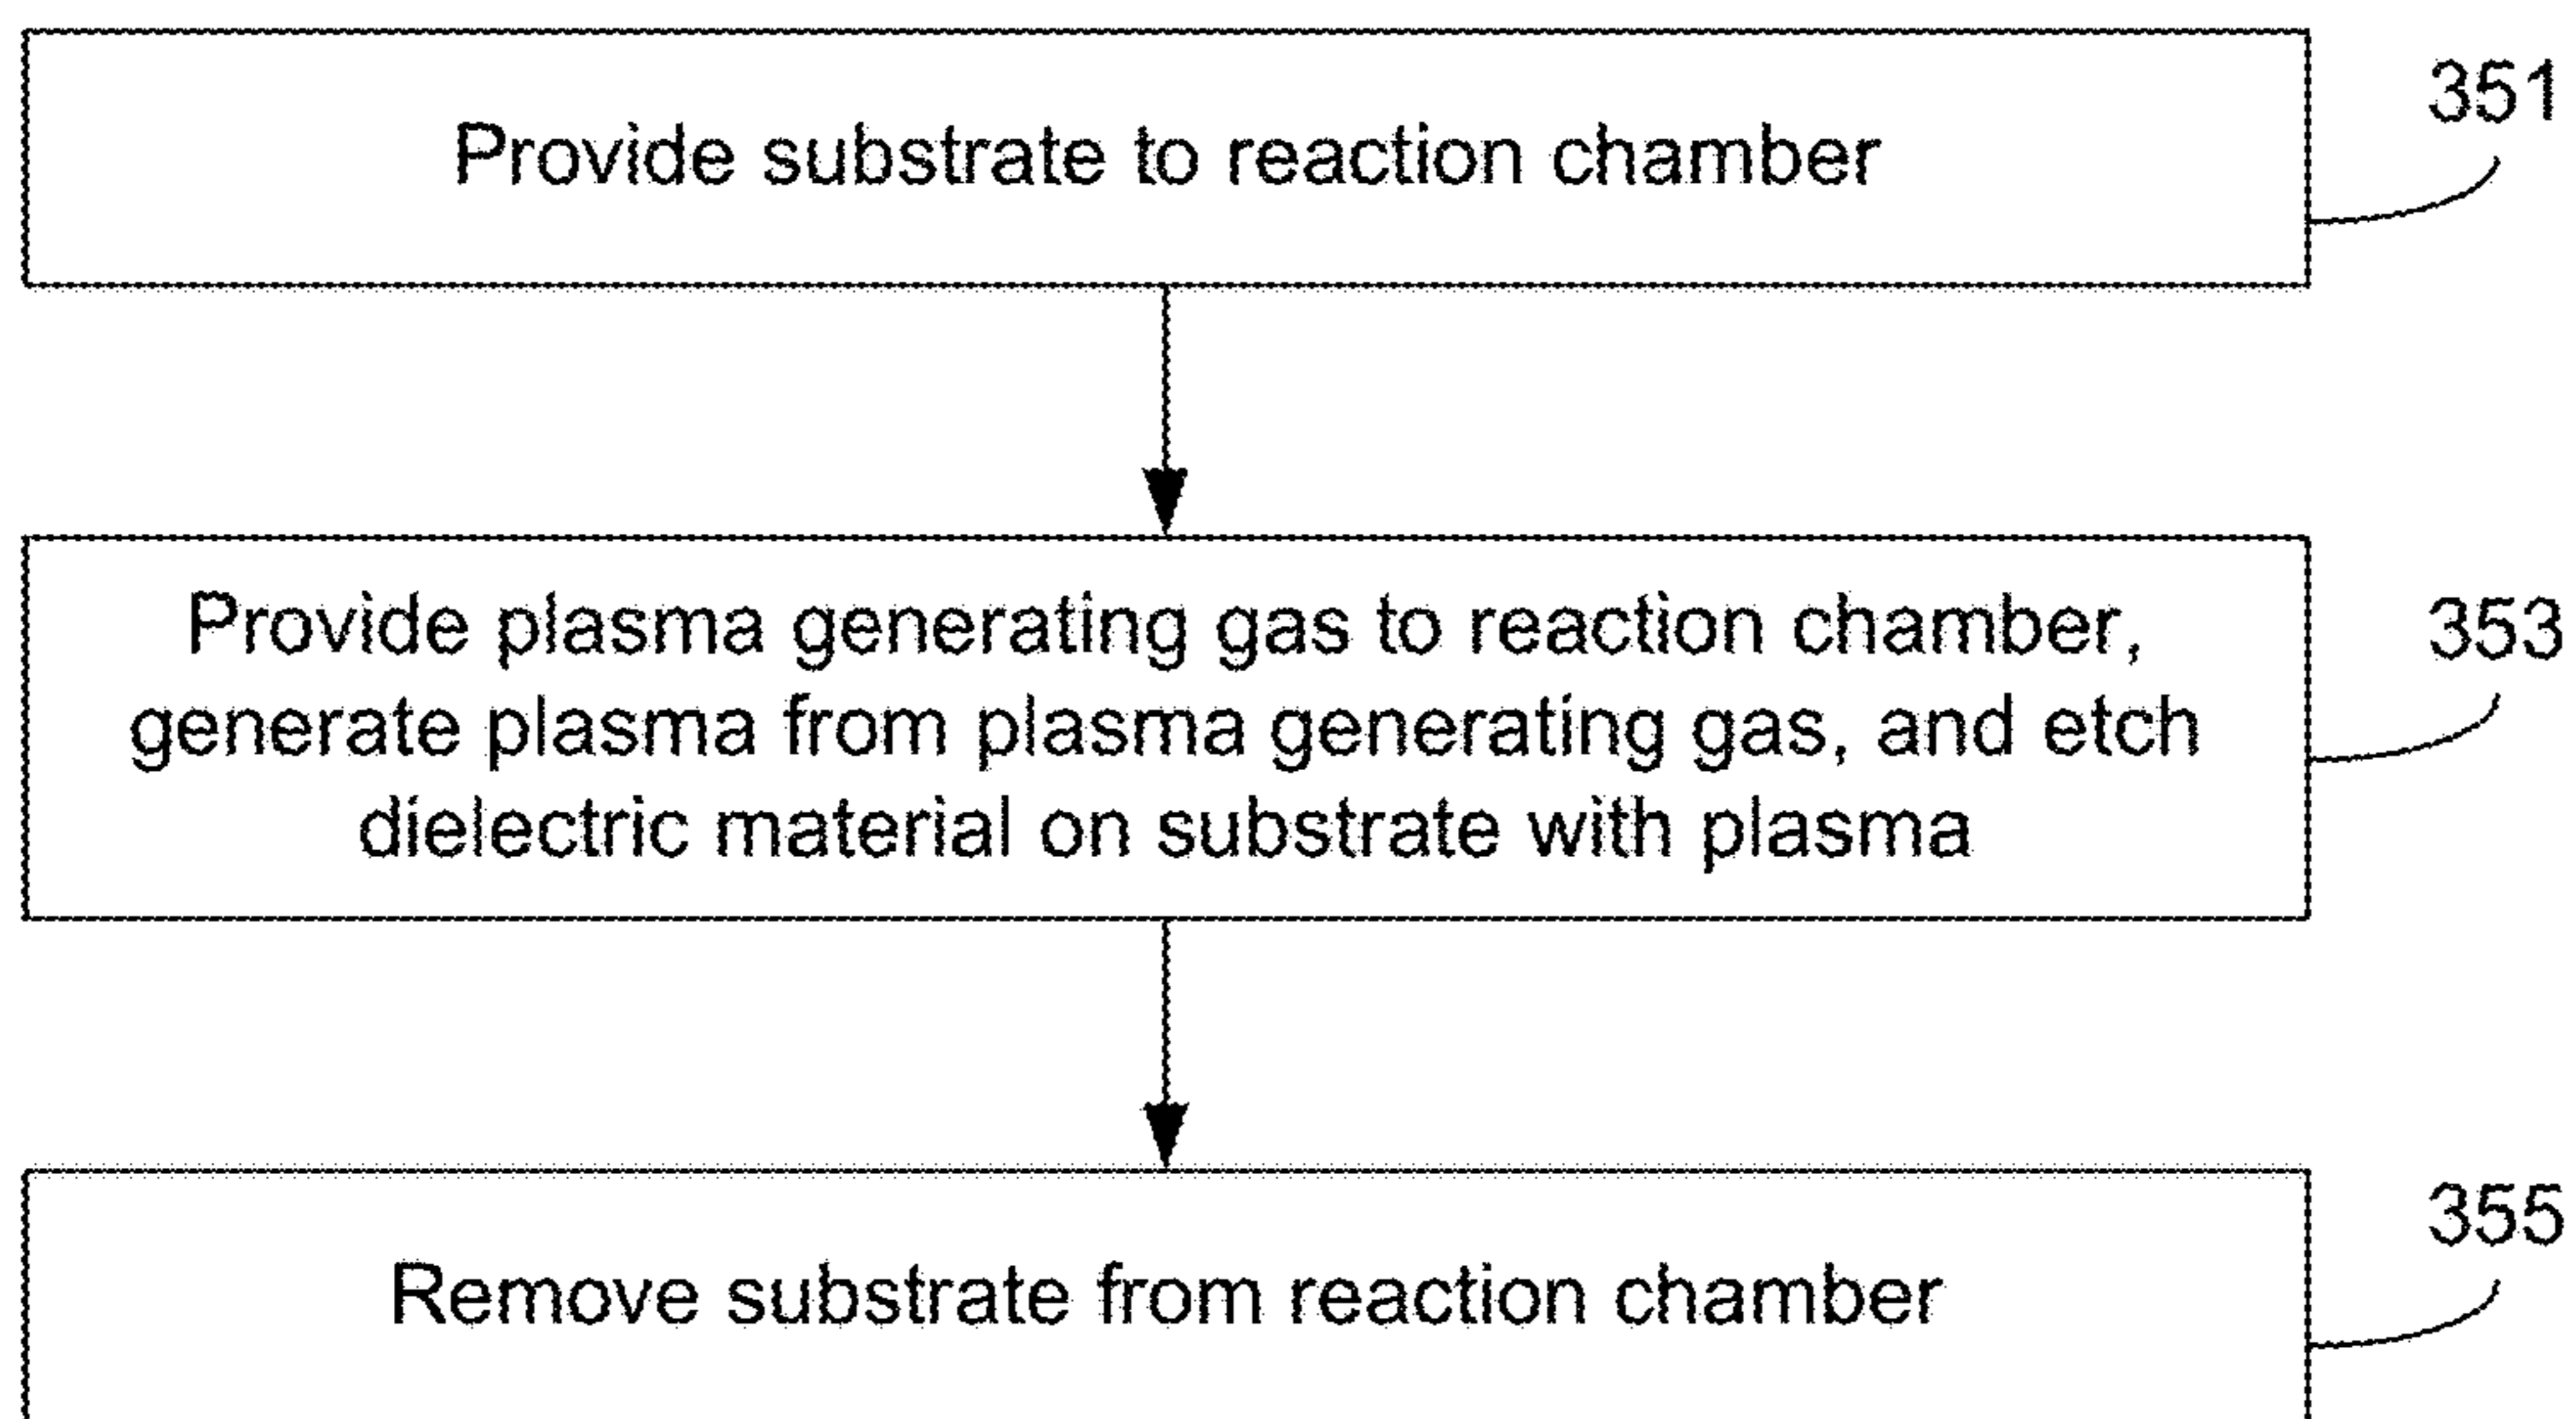 Provide substrate to reaction chamber
351
Provide plasma generating gas to reaction chamber,
generate plasma from plasma generating gas, and etch
dielectric material on substrate with plasma
353
Remove substrate from reaction chamber
355